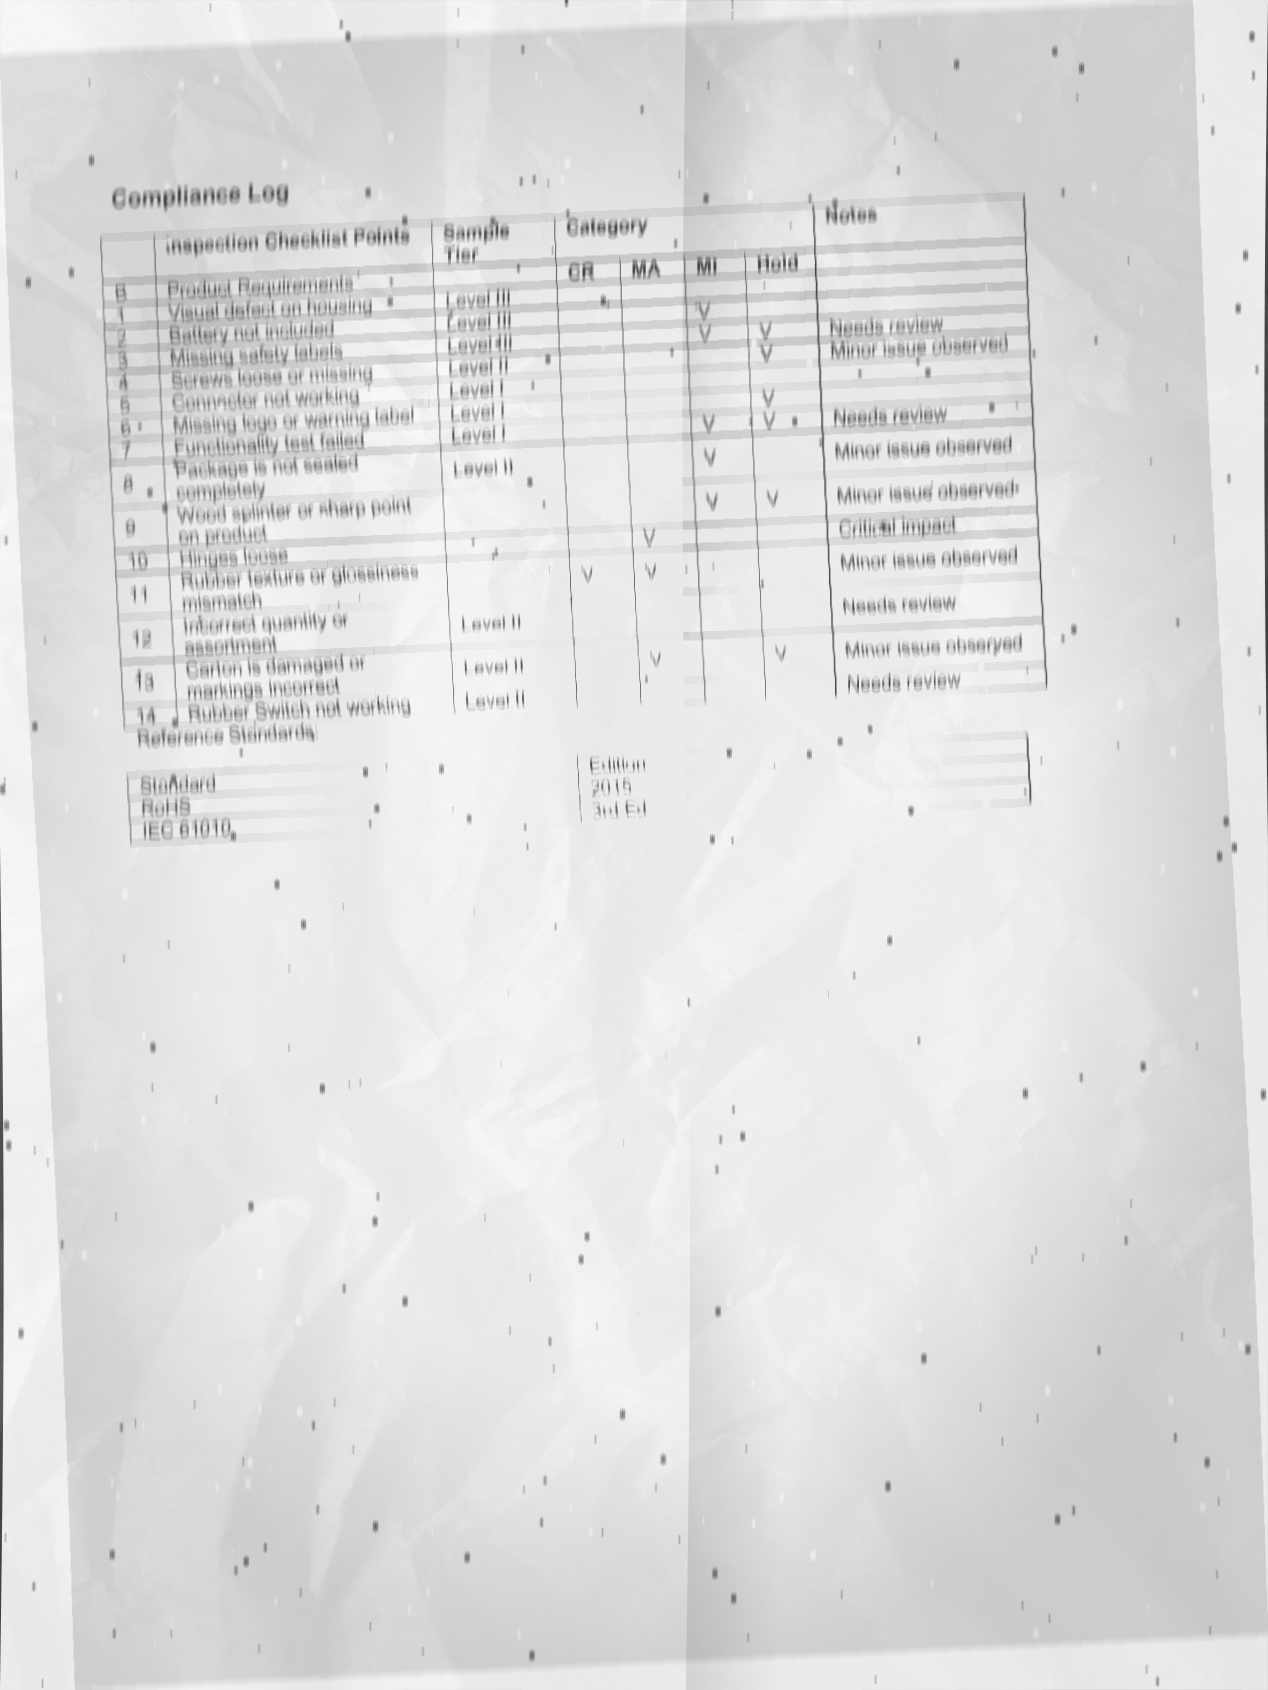 Compliance Log
Inspection Checklist Points Sample Tier Category Notes
CR MA MI Hold
B Product Requirements
1 Visual defect on housing Level III
2 Battery not included Level III V
3 Missing safety labels Level III V V Needs review
4 Screws loose or missing Level II V Minor issue observed
5 Connector not working Level I
6 Missing logo or warning label Level I V
7 Functionality test failed Level I V V Needs review
8 Package is not sealed completely Level II V Minor issue observed
9 Wood splinter or sharp point on product V V Minor issue observed
10 Hinges loose V Critical impact
11 Rubber texture or glossiness mismatch V V Minor issue observed
12 Incorrect quantity or assortment Level II Needs review
13 Carton is damaged or markings incorrect Level II V V Minor issue observed
14 Rubber Switch not working Level II Needs review
Reference Standards
Standard Edition
RoHS 2015
IEC 61010 3rd Ed